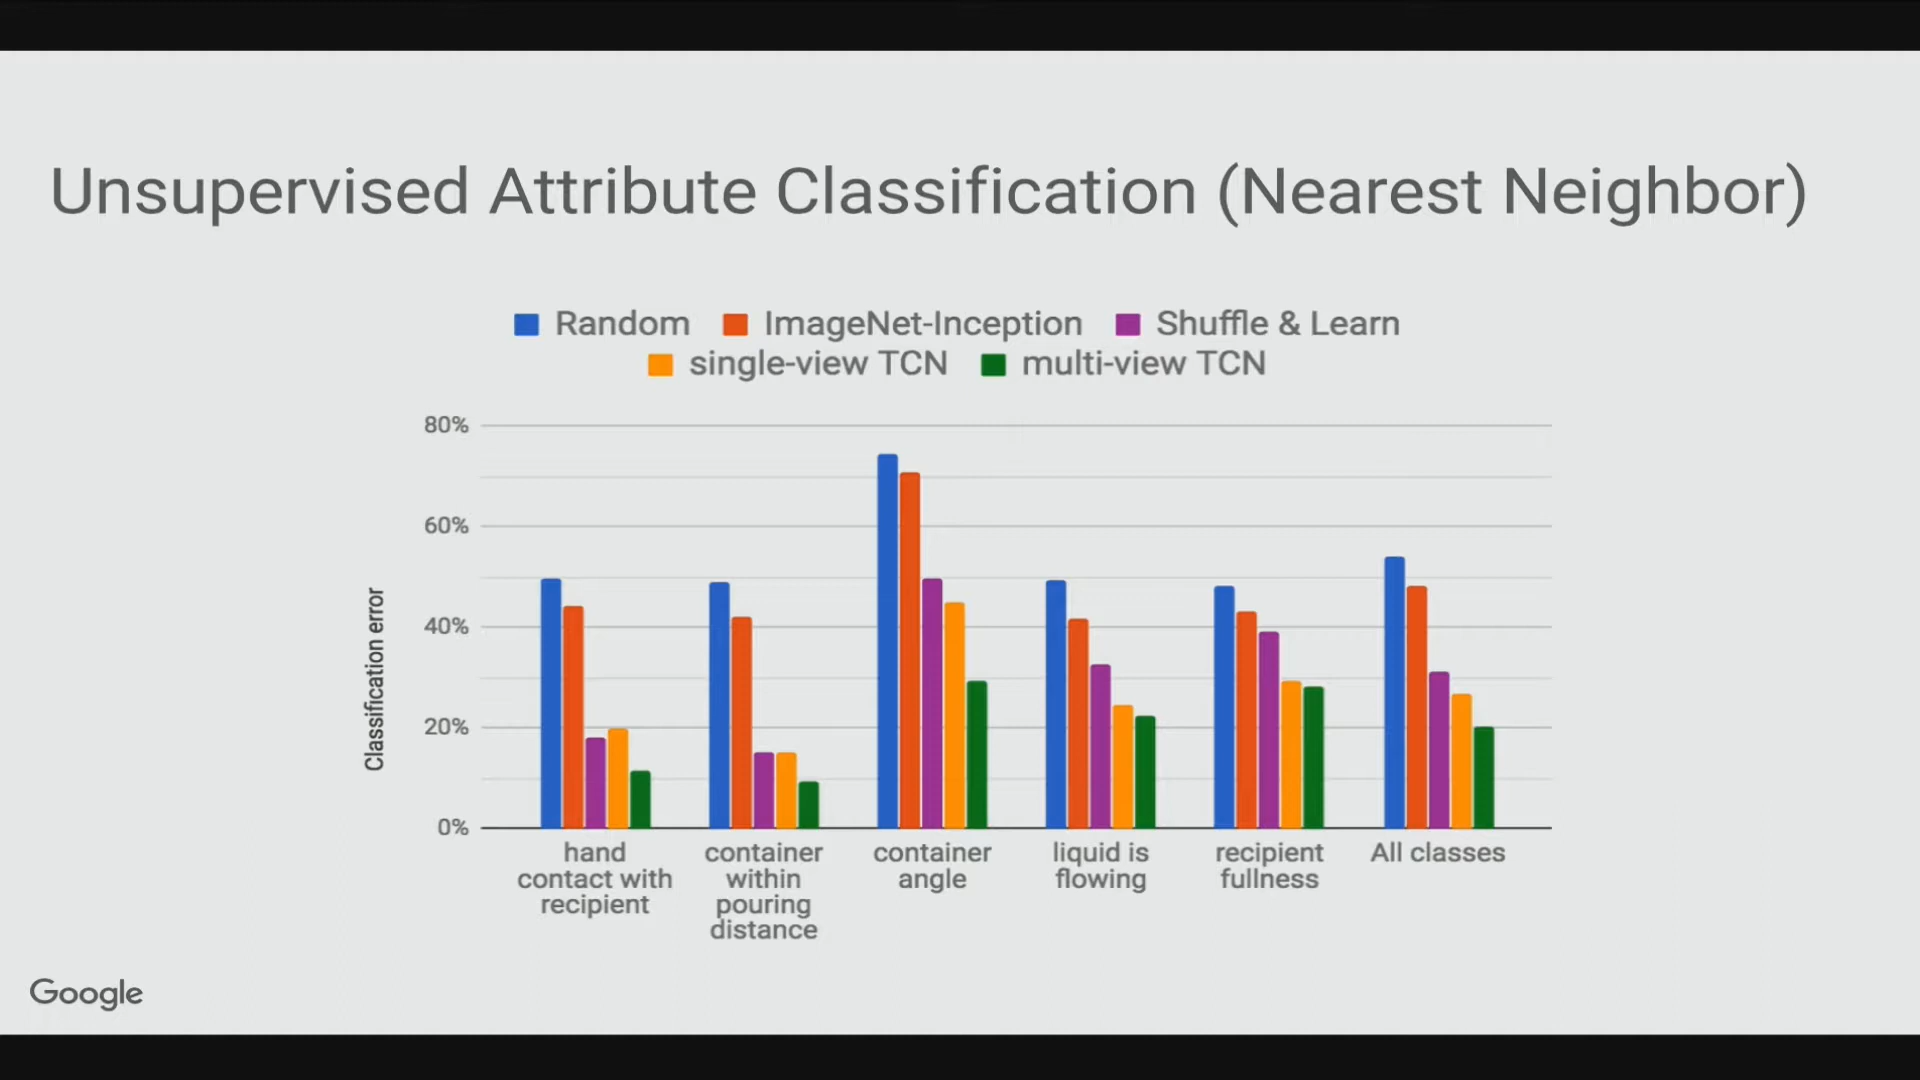 Unsupervised Attribute Classification (Nearest Neighbor)
Random ImageNet-Inception Shuffle & Learn
single-view TCN multi-view TCN
80%
60%
40%
20%
0%
Classification error
hand
contact with
recipient
container
within
pouring
distance
container
angle
liquid is
flowing
recipient
fullness
All classes
Google